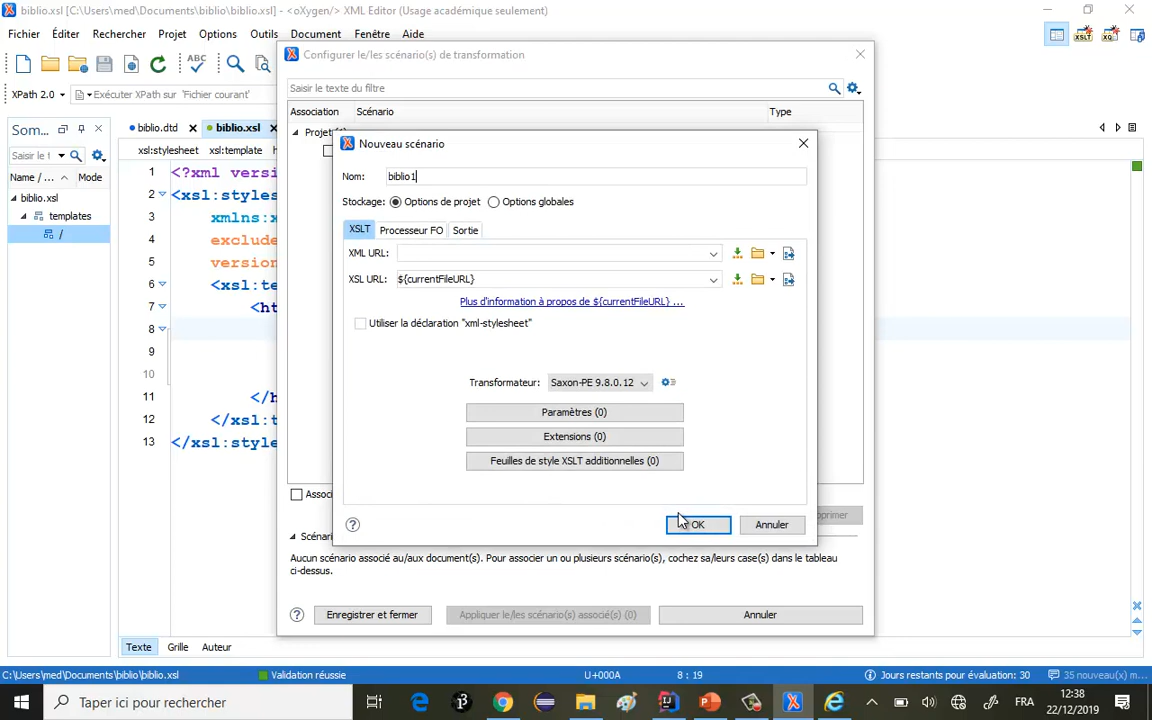 biblio.xsl [C:\Users\med\Documents\biblio\biblio.xsl] - <oXygen/> XML Editor (Usage académique seulement)
Fichier Éditer Rechercher Projet Options Outils Document Fenêtre Aide
XPath 2.0 Exécuter XPath sur 'Fichier courant'
Som...
biblio.dtd
biblio.xsl
Saisir le t
xsl:stylesheet xsl:template
Name / ... Mode
biblio.xsl
templates
/
1 <?xml versi
2 <xsl:styles
3 xmlns:x
4 exclude
5 version
6 <xsl:te
7 <ht
8
9
10
11 </h
12 </xsl:t
13 </xsl:style
Texte Grille Auteur
Configurer le/les scénario(s) de transformation
Saisir le texte du filtre
Association Scénario Type
Nouveau scénario
Nom: biblio1
Stockage: Options de projet Options globales
XSLT Processeur FO Sortie
XML URL:
XSL URL: ${currentFileURL}
Plus d'information à propos de ${currentFileURL} ...
Utiliser la déclaration "xml-stylesheet"
Transformateur: Saxon-PE 9.8.0.12
Paramètres (0)
Extensions (0)
Feuilles de style XSLT additionnelles (0)
OK Annuler
Aucun scénario associé au/aux document(s). Pour associer un ou plusieurs scénario(s), cochez sa/leurs case(s) dans le tableau
ci-dessus.
Enregistrer et fermer Appliquer le/les scénario(s) associé(s) (0) Annuler
C:\Users\med\Documents\biblio\biblio.xsl Validation réussie U+000A 8 : 19 Jours restants pour évaluation: 30 35 nouveau(x) m...
Taper ici pour rechercher
FRA
12:38
22/12/2019